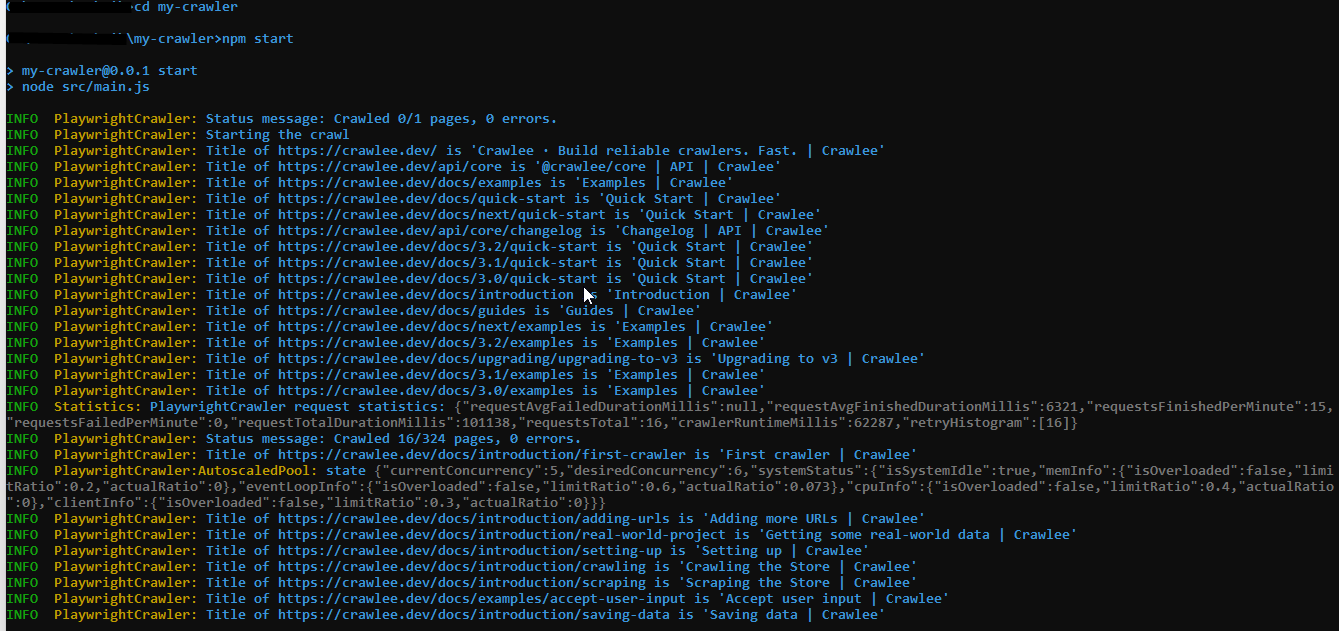 cd my-crawler
\my-crawler>npm start
> my-crawler@0.0.1 start
> node src/main.js
INFO  PlaywrightCrawler: Status message: Crawled 0/1 pages, 0 errors.
INFO  PlaywrightCrawler: Starting the crawl
INFO  PlaywrightCrawler: Title of https://crawlee.dev/ is 'Crawlee · Build reliable crawlers. Fast. | Crawlee'
INFO  PlaywrightCrawler: Title of https://crawlee.dev/api/core is '@crawlee/core | API | Crawlee'
INFO  PlaywrightCrawler: Title of https://crawlee.dev/docs/examples is 'Examples | Crawlee'
INFO  PlaywrightCrawler: Title of https://crawlee.dev/docs/quick-start is 'Quick Start | Crawlee'
INFO  PlaywrightCrawler: Title of https://crawlee.dev/docs/next/quick-start is 'Quick Start | Crawlee'
INFO  PlaywrightCrawler: Title of https://crawlee.dev/api/core/changelog is 'Changelog | API | Crawlee'
INFO  PlaywrightCrawler: Title of https://crawlee.dev/docs/3.2/quick-start is 'Quick Start | Crawlee'
INFO  PlaywrightCrawler: Title of https://crawlee.dev/docs/3.1/quick-start is 'Quick Start | Crawlee'
INFO  PlaywrightCrawler: Title of https://crawlee.dev/docs/3.0/quick-start is 'Quick Start | Crawlee'
INFO  PlaywrightCrawler: Title of https://crawlee.dev/docs/introduction is 'Introduction | Crawlee'
INFO  PlaywrightCrawler: Title of https://crawlee.dev/docs/guides is 'Guides | Crawlee'
INFO  PlaywrightCrawler: Title of https://crawlee.dev/docs/next/examples is 'Examples | Crawlee'
INFO  PlaywrightCrawler: Title of https://crawlee.dev/docs/3.2/examples is 'Examples | Crawlee'
INFO  PlaywrightCrawler: Title of https://crawlee.dev/docs/upgrading/upgrading-to-v3 is 'Upgrading to v3 | Crawlee'
INFO  PlaywrightCrawler: Title of https://crawlee.dev/docs/3.1/examples is 'Examples | Crawlee'
INFO  PlaywrightCrawler: Title of https://crawlee.dev/docs/3.0/examples is 'Examples | Crawlee'
INFO  Statistics: PlaywrightCrawler request statistics: {"requestAvgFailedDurationMillis":null,"requestAvgFinishedDurationMillis":6321,"requestsFinishedPerMinute":15,
"requestsFailedPerMinute":0,"requestTotalDurationMillis":101138,"requestsTotal":16,"crawlerRuntimeMillis":62287,"retryHistogram":[16]}
INFO  PlaywrightCrawler: Status message: Crawled 16/324 pages, 0 errors.
INFO  PlaywrightCrawler: Title of https://crawlee.dev/docs/introduction/first-crawler is 'First crawler | Crawlee'
INFO  PlaywrightCrawler:AutoscaledPool: state {"currentConcurrency":5,"desiredConcurrency":6,"systemStatus":{"isSystemIdle":true,"memInfo":{"isOverloaded":false,"limi
tRatio":0.2,"actualRatio":0},"eventLoopInfo":{"isOverloaded":false,"limitRatio":0.6,"actualRatio":0.073},"cpuInfo":{"isOverloaded":false,"limitRatio":0.4,"actualRatio
":0},"clientInfo":{"isOverloaded":false,"limitRatio":0.3,"actualRatio":0}}}
INFO  PlaywrightCrawler: Title of https://crawlee.dev/docs/introduction/adding-urls is 'Adding more URLs | Crawlee'
INFO  PlaywrightCrawler: Title of https://crawlee.dev/docs/introduction/real-world-project is 'Getting some real-world data | Crawlee'
INFO  PlaywrightCrawler: Title of https://crawlee.dev/docs/introduction/setting-up is 'Setting up | Crawlee'
INFO  PlaywrightCrawler: Title of https://crawlee.dev/docs/introduction/crawling is 'Crawling the Store | Crawlee'
INFO  PlaywrightCrawler: Title of https://crawlee.dev/docs/introduction/scraping is 'Scraping the Store | Crawlee'
INFO  PlaywrightCrawler: Title of https://crawlee.dev/docs/examples/accept-user-input is 'Accept user input | Crawlee'
INFO  PlaywrightCrawler: Title of https://crawlee.dev/docs/introduction/saving-data is 'Saving data | Crawlee'